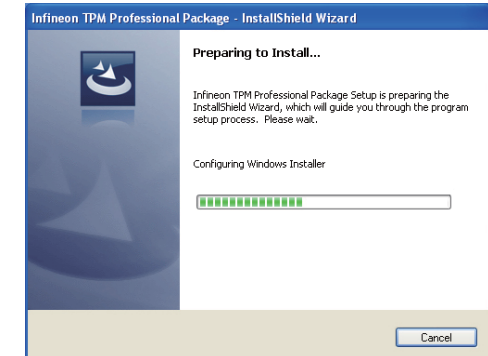 Infineon TPM Professional Package - InstallShield Wizard
Preparing to Install...
Infineon TPM Professional Package Setup is preparing the
InstallShield Wizard, which will guide you through the program
setup process. Please wait.
Configuring Windows Installer
Cancel